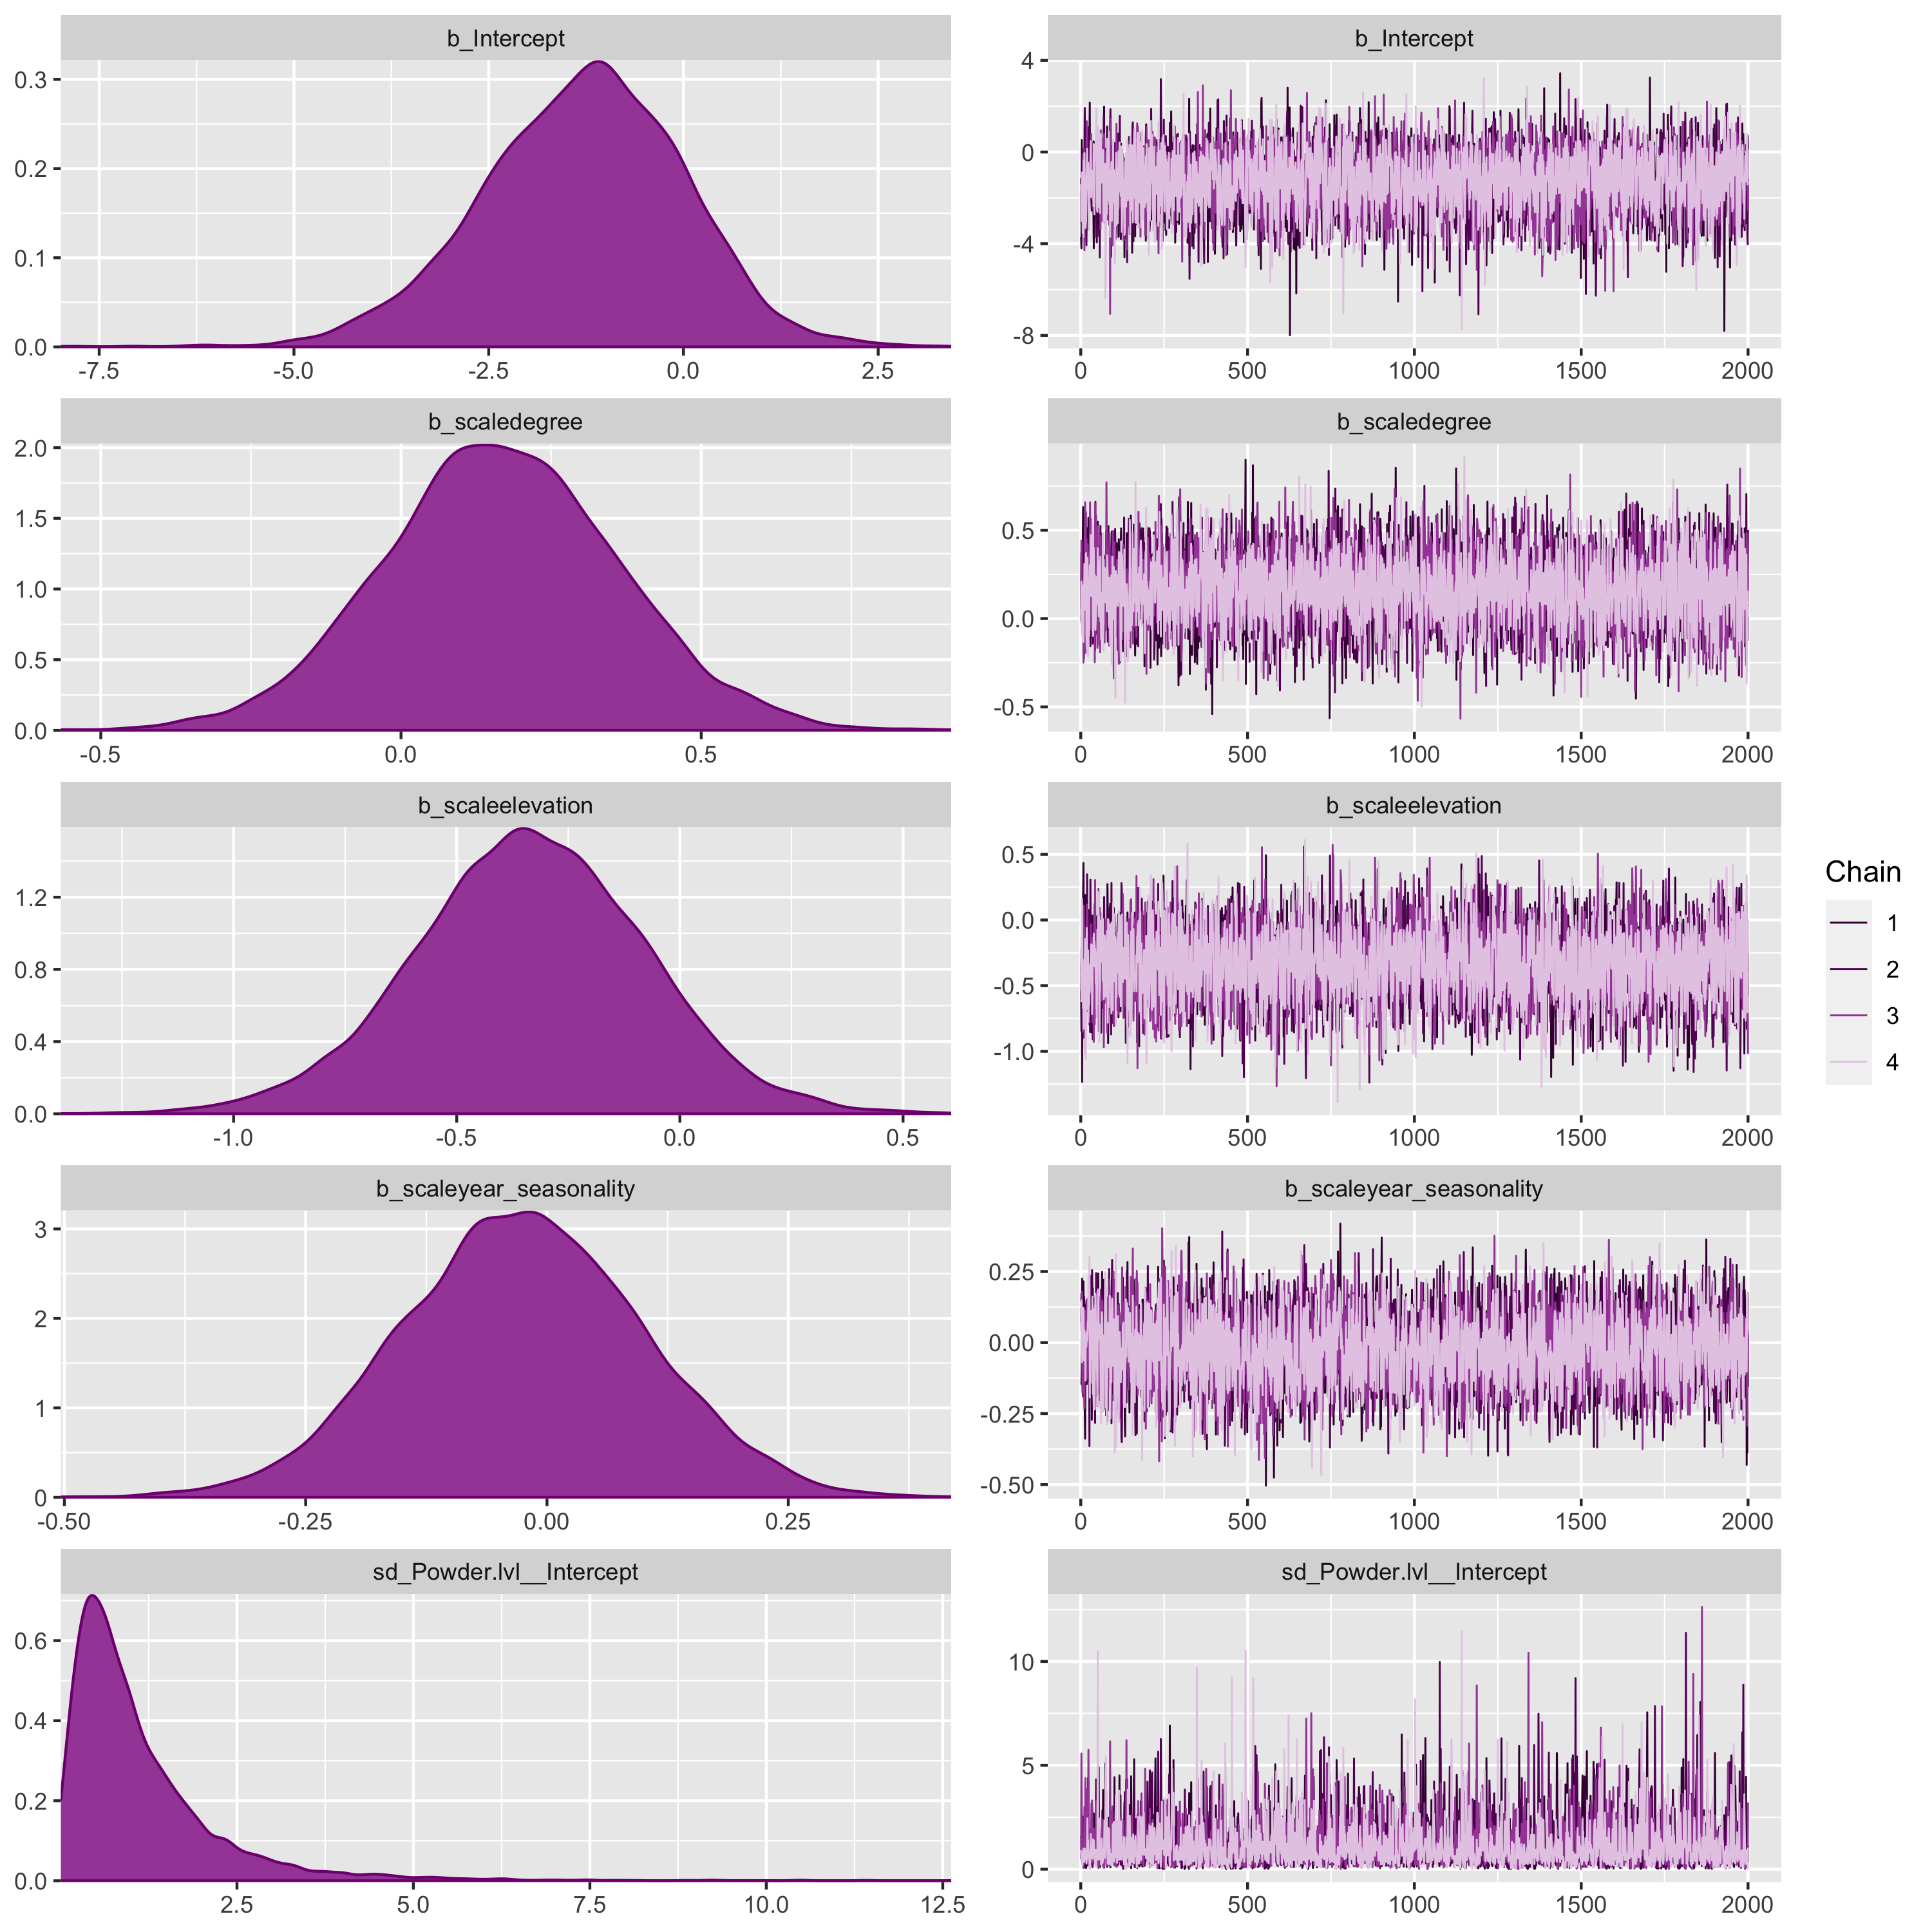 b_Intercept b_Intercept
0.3
0.2
0.1
0.0
-7.5 -5.0 -2.5 0.0 2.5
4
0
-4
-8
0 500 1000 1500 2000
b_scaledegree b_scaledegree
2.0
1.5
1.0
0.5
0.0
-0.5 0.0 0.5
0.5
0.0
-0.5
0 500 1000 1500 2000
b_scaleelevation b_scaleelevation
1.2
0.8
0.4
0.0
-1.0 -0.5 0.0 0.5
0.5
0.0
-0.5
-1.0
0 500 1000 1500 2000
Chain
1
2
3
4
b_scaleyear_seasonality b_scaleyear_seasonality
3
2
1
0
-0.50 -0.25 0.00 0.25
0.25
0.00
-0.25
-0.50
0 500 1000 1500 2000
sd_Powder.lvl__Intercept sd_Powder.lvl__Intercept
0.6
0.4
0.2
0.0
2.5 5.0 7.5 10.0 12.5
10
5
0
0 500 1000 1500 2000